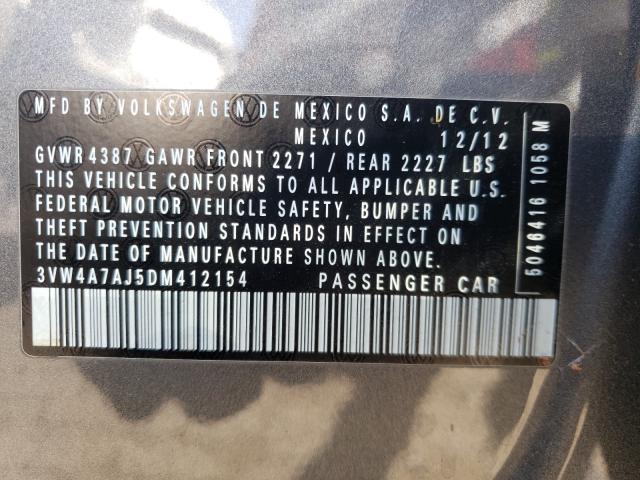 MFD BY VOLKSWAGEN DE MEXICO S.A. DE C.V.
MEXICO 12/12
GVWR 4387 GAWR FRONT 2271 / REAR 2227 LBS
THIS VEHICLE CONFORMS TO ALL APPLICABLE U.S.
FEDERAL MOTOR VEHICLE SAFETY, BUMPER AND
THEFT PREVENTION STANDARDS IN EFFECT ON
THE DATE OF MANUFACTURE SHOWN ABOVE.
3VW4A7AJ5DM412154 PASSENGER CAR
5046416 1058 M